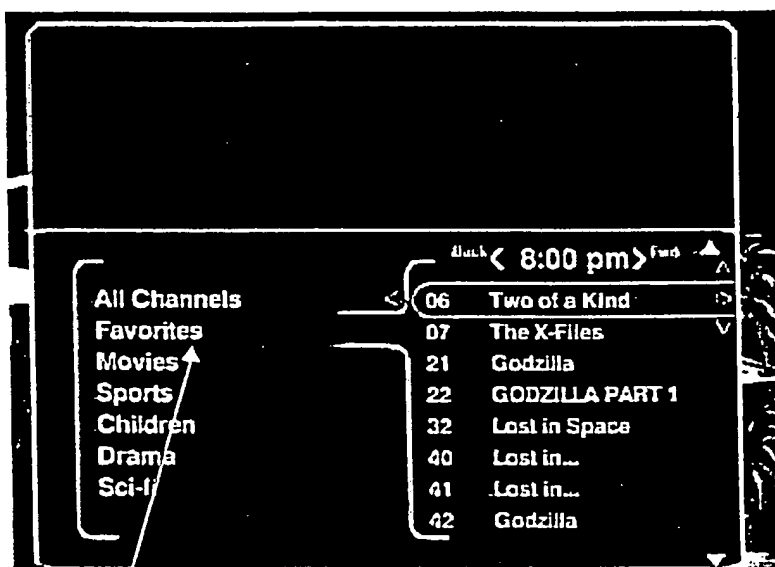 Back < 8:00 pm > Fwd
All Channels
Favorites
Movies
Sports
Children
Drama
Sci-fi
06 Two of a Kind
07 The X-Files
21 Godzilla
22 GODZILLA PART 1
32 Lost in Space
40 Lost in...
41 Lost in...
42 Godzilla